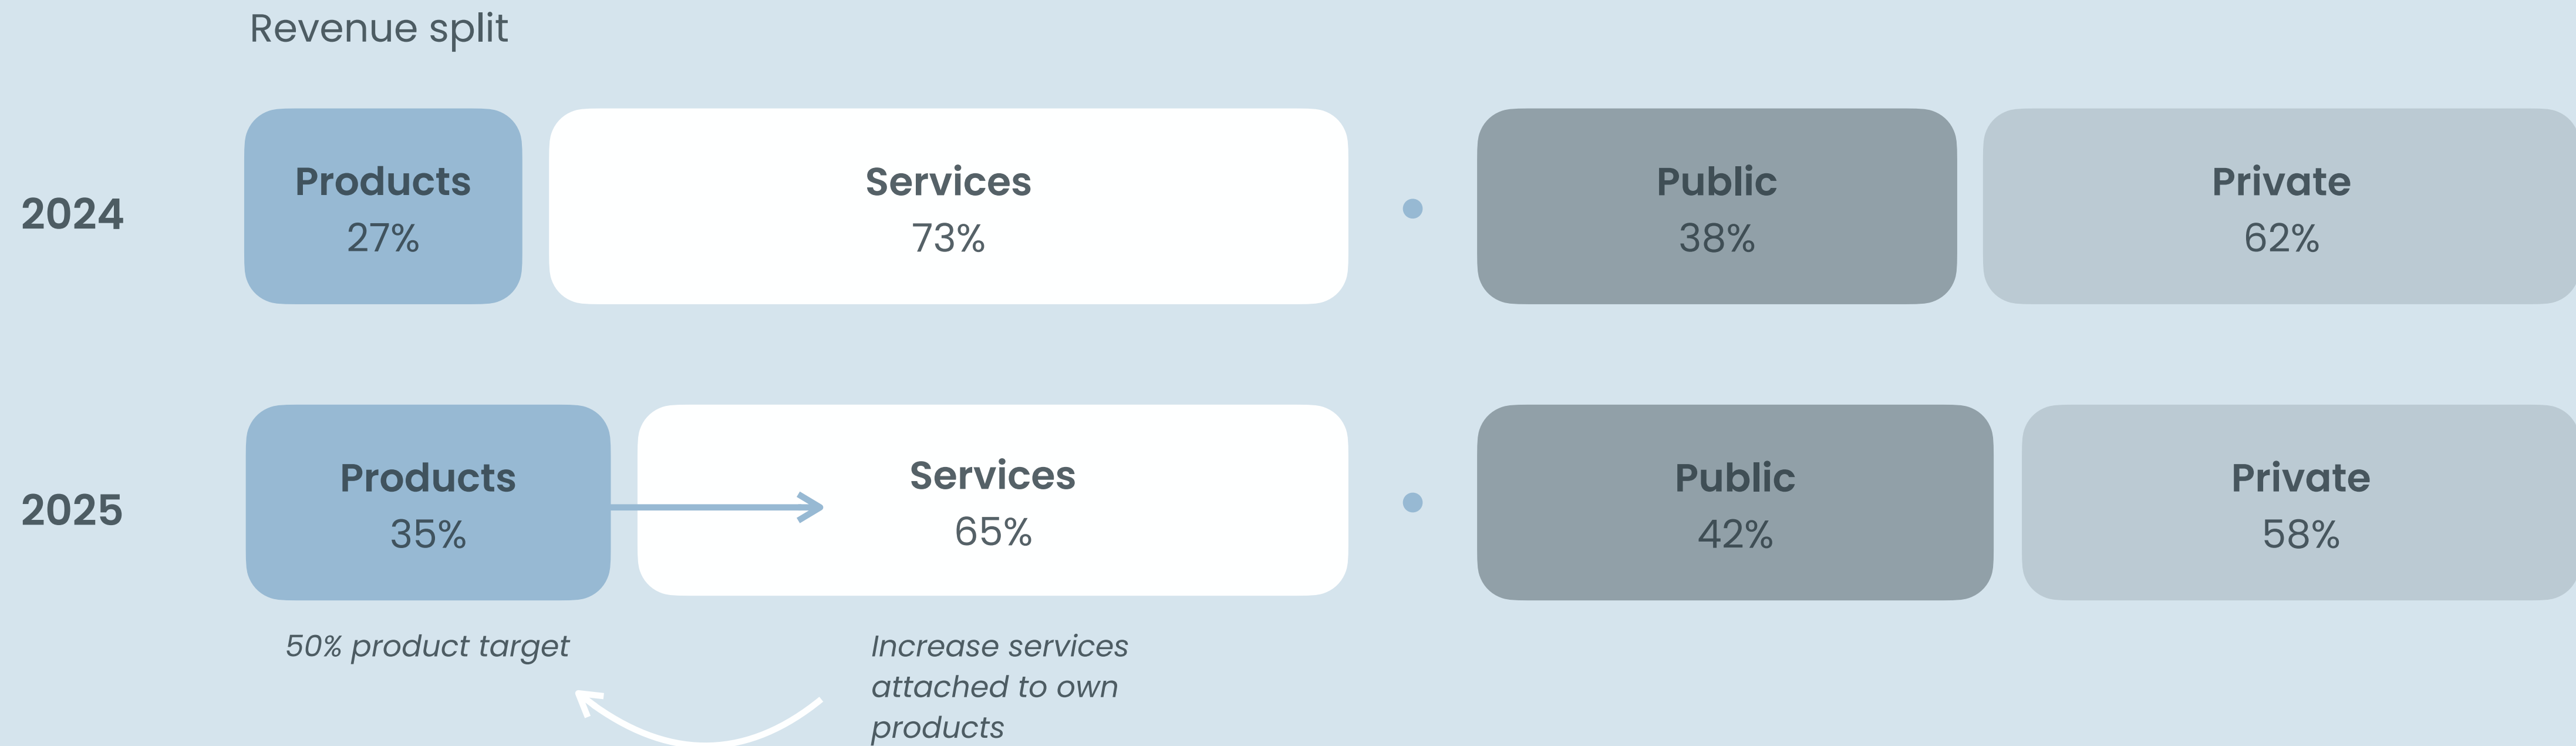 Revenue split
2024
Products
27%
Services
73%
Public
38%
Private
62%
2025
Products
35%
Services
65%
Public
42%
Private
58%
50% product target
Increase services
attached to own
products